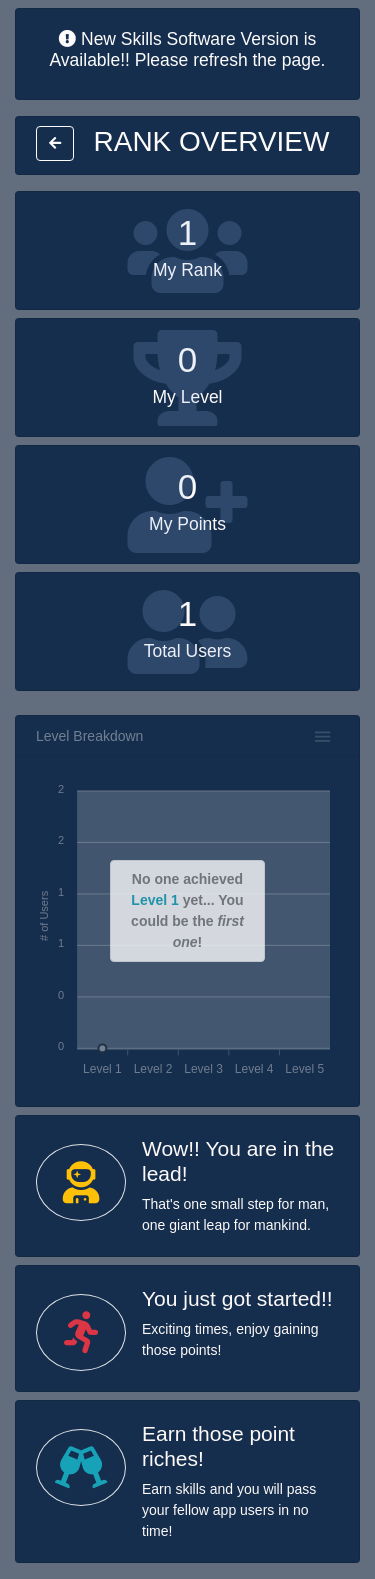 New Skills Software Version is
Available!! Please refresh the page.
RANK OVERVIEW
1
My Rank
0
My Level
0
My Points
1
Total Users
Level Breakdown
2
2
1
1
0
0
# of Users
No one achieved
Level 1 yet... You
could be the first
one!
Level 1 Level 2 Level 3 Level 4 Level 5
Wow!! You are in the
lead!
That's one small step for man,
one giant leap for mankind.
You just got started!!
Exciting times, enjoy gaining
those points!
Earn those point
riches!
Earn skills and you will pass
your fellow app users in no
time!